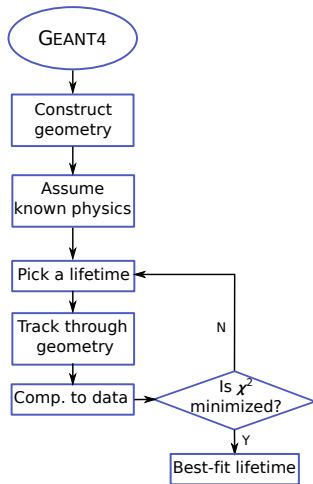 GEANT4
Construct
geometry
Assume
known physics
Pick a lifetime
N
Track through
geometry
Comp. to data
Is χ²
minimized?
Y
Best-fit lifetime